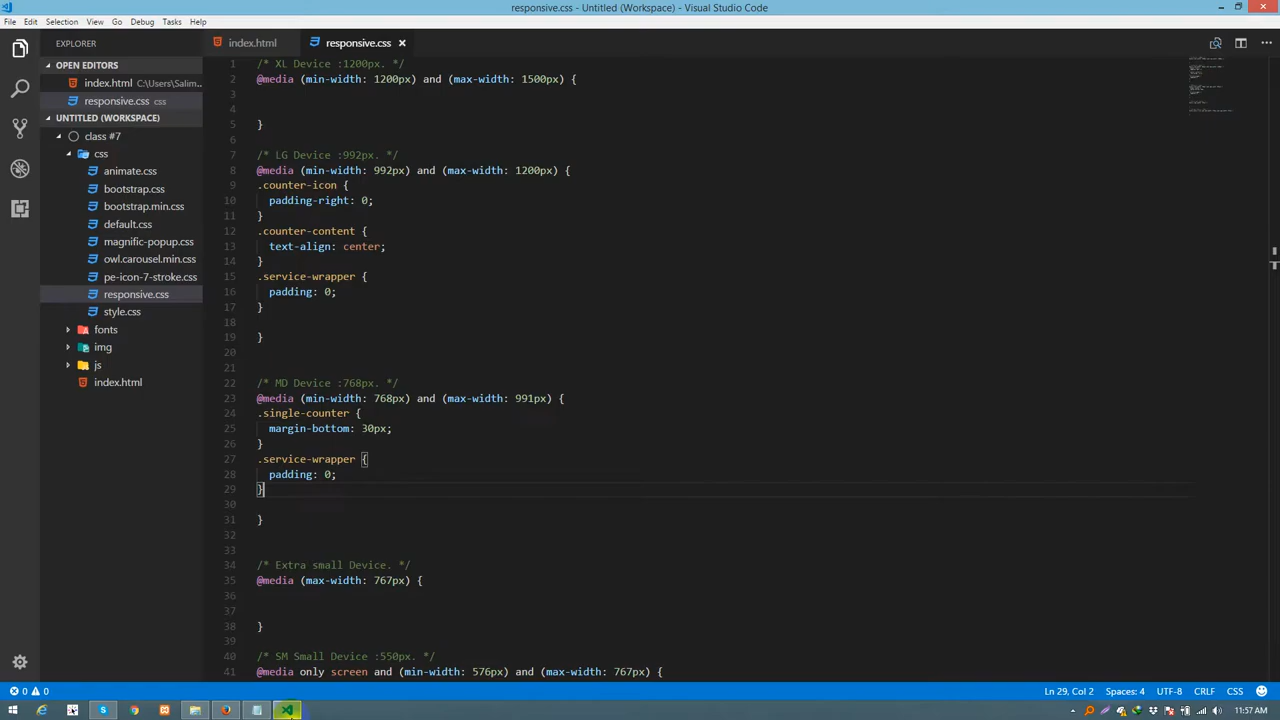 responsive.css - Untitled (Workspace) - Visual Studio Code
File Edit Selection View Go Debug Tasks Help
EXPLORER
OPEN EDITORS
index.html C:\Users\Salim...
responsive.css css
UNTITLED (WORKSPACE)
class #7
css
animate.css
bootstrap.css
bootstrap.min.css
default.css
magnific-popup.css
owl.carousel.min.css
pe-icon-7-stroke.css
responsive.css
style.css
fonts
img
js
index.html
index.html responsive.css
1 /* XL Device :1200px. */
2 @media (min-width: 1200px) and (max-width: 1500px) {
3
4
5 }
6
7 /* LG Device :992px. */
8 @media (min-width: 992px) and (max-width: 1200px) {
9 .counter-icon {
10 padding-right: 0;
11 }
12 .counter-content {
13 text-align: center;
14 }
15 .service-wrapper {
16 padding: 0;
17 }
18
19 }
20
21
22 /* MD Device :768px. */
23 @media (min-width: 768px) and (max-width: 991px) {
24 .single-counter {
25 margin-bottom: 30px;
26 }
27 .service-wrapper {
28 padding: 0;
29 }
30
31 }
32
33
34 /* Extra small Device. */
35 @media (max-width: 767px) {
36
37
38 }
39
40 /* SM Small Device :550px. */
41 @media only screen and (min-width: 576px) and (max-width: 767px) {
0 0 Ln 29, Col 2 Spaces: 4 UTF-8 CRLF CSS
11:57 AM